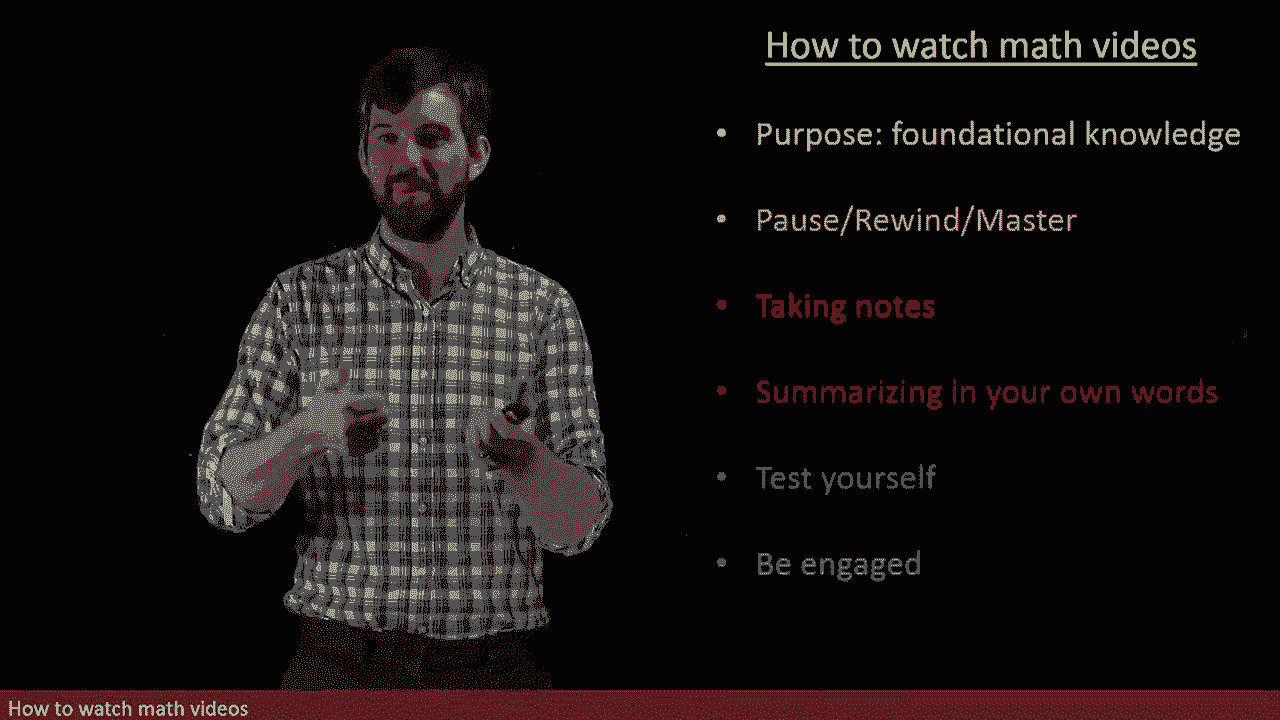 How to watch math videos
• Purpose: foundational knowledge
• Pause/Rewind/Master
• Taking notes
• Summarizing in your own words
• Test yourself
• Be engaged
How to watch math videos